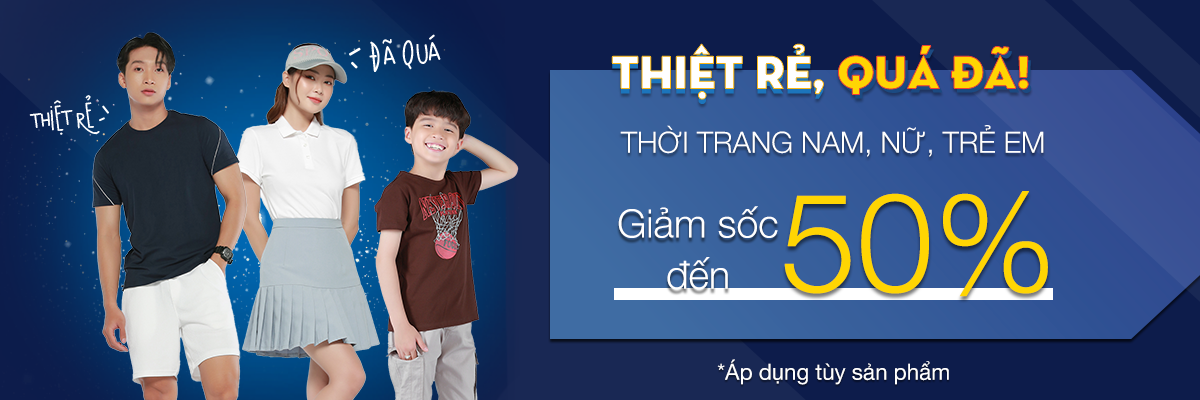 THIỆT RẺ
ĐÃ QUÁ
THIỆT RẺ, QUÁ ĐÃ!
THỜI TRANG NAM, NỮ, TRẺ EM
Giảm sốc
đến
50%
*Áp dụng tùy sản phẩm